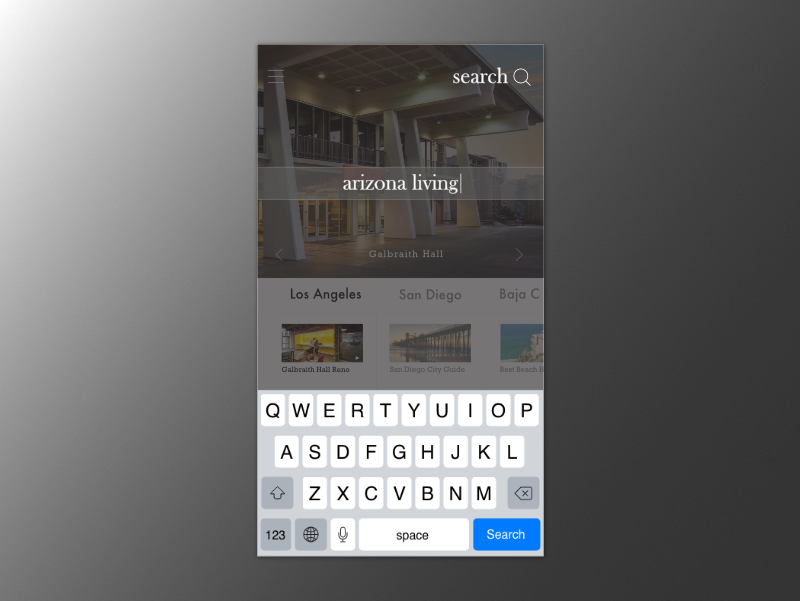 search
arizona living
Galbraith Hall
Los Angeles San Diego Baja C
Galbraith Hall Reno San Diego City Guide Best Beach H
Q W E R T Y U I O P
A S D F G H J K L
Z X C V B N M
123 space Search